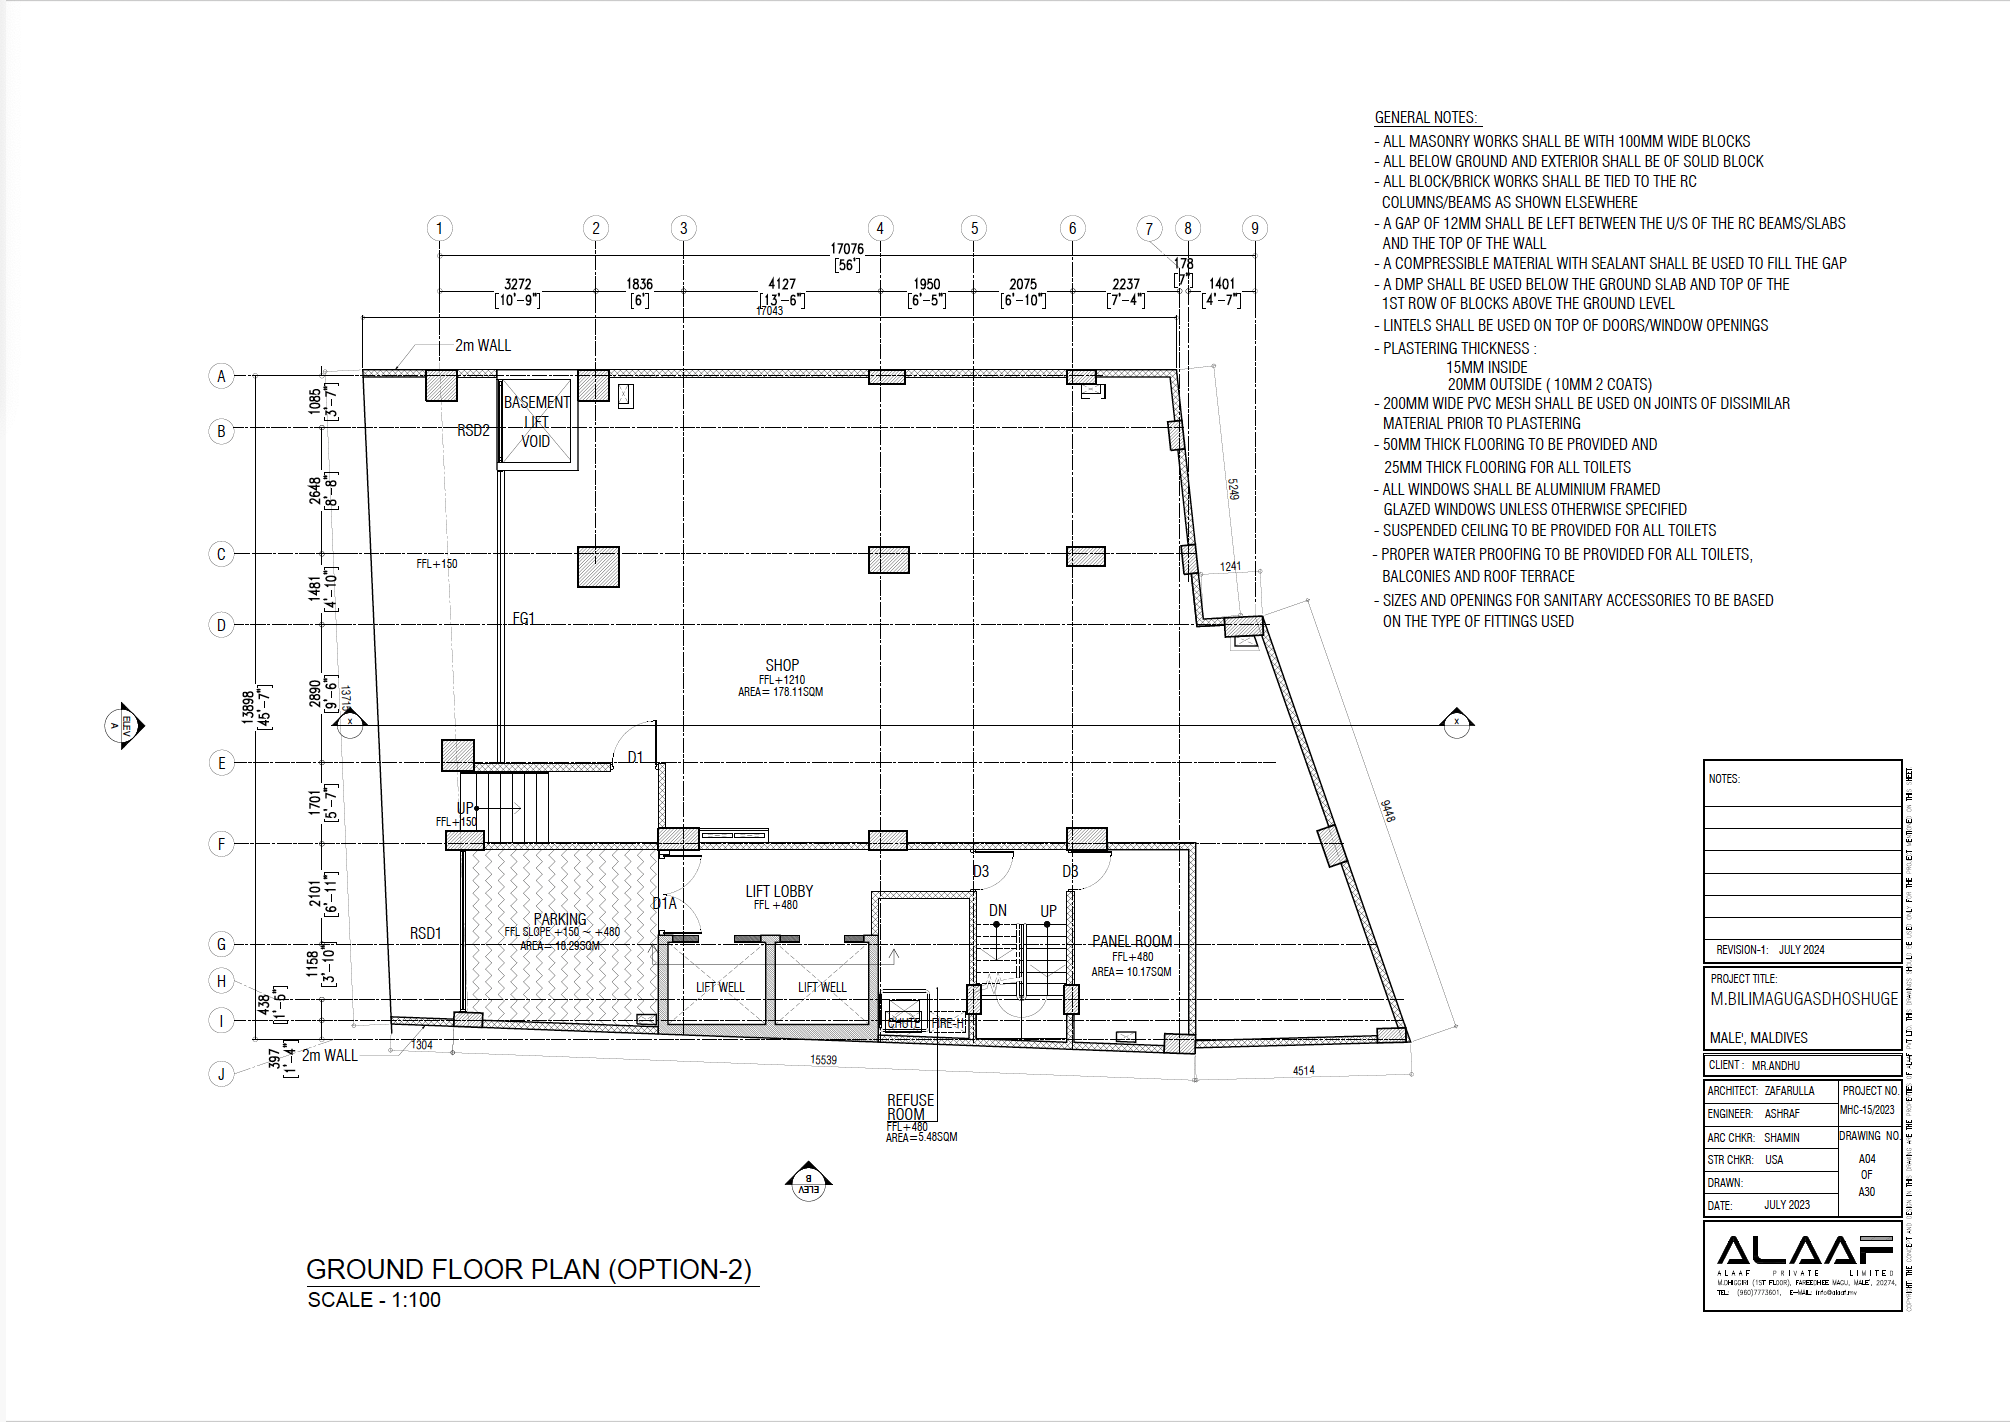 GENERAL NOTES:
- ALL MASONRY WORKS SHALL BE WITH 100MM WIDE BLOCKS
- ALL BELOW GROUND AND EXTERIOR SHALL BE OF SOLID BLOCK
- ALL BLOCK/BRICK WORKS SHALL BE TIED TO THE RC
COLUMNS/BEAMS AS SHOWN ELSEWHERE
- A GAP OF 12MM SHALL BE LEFT BETWEEN THE U/S OF THE RC BEAMS/SLABS
AND THE TOP OF THE WALL
- A COMPRESSIBLE MATERIAL WITH SEALANT SHALL BE USED TO FILL THE GAP
- A DMP SHALL BE USED BELOW THE GROUND SLAB AND TOP OF THE
1ST ROW OF BLOCKS ABOVE THE GROUND LEVEL
- LINTELS SHALL BE USED ON TOP OF DOORS/WINDOW OPENINGS
- PLASTERING THICKNESS :
15MM INSIDE
20MM OUTSIDE ( 10MM 2 COATS)
- 200MM WIDE PVC MESH SHALL BE USED ON JOINTS OF DISSIMILAR
MATERIAL PRIOR TO PLASTERING
- 50MM THICK FLOORING TO BE PROVIDED AND
25MM THICK FLOORING FOR ALL TOILETS
- ALL WINDOWS SHALL BE ALUMINIUM FRAMED
GLAZED WINDOWS UNLESS OTHERWISE SPECIFIED
- SUSPENDED CEILING TO BE PROVIDED FOR ALL TOILETS
- PROPER WATER PROOFING TO BE PROVIDED FOR ALL TOILETS,
BALCONIES AND ROOF TERRACE
- SIZES AND OPENINGS FOR SANITARY ACCESSORIES TO BE BASED
ON THE TYPE OF FITTINGS USED
1 2 3 4 5 6 7 8 9
17076
[56']
3272 1836 4127 1950 2075 2237 178 1401
[10'-9"] [6'] [13'-6"] [6'-5"] [6'-10"] [7'-4"] [7"] [4'-7"]
17043
2m WALL
A
B
C
D
E
F
G
H
I
J
1085
[3'-7"]
2648
[8'-8"]
1481
[4'-10"]
2890
[9'-6"]
13715
13898
[45'-7"]
1701
[5'-7"]
2101
[6'-11"]
1158
[3'-10"]
438
[1'-5"]
397
[1'-4"]
BASEMENT
LIFT
VOID
RSD2
5249
1241
FFL+150
FG1
SHOP
FFL+1210
AREA= 178.11SQM
ELEV
A
X
X
D1
UP
FFL+150
9448
LIFT LOBBY
FFL +480
D3
D3
D1A
DN
UP
PARKING
FFL SLOPE +150 ~ +480
AREA= 16.29SQM
RSD1
PANEL ROOM
FFL+480
AREA= 10.17SQM
LIFT WELL
LIFT WELL
CHUTE
FIRE-H
1304
2m WALL
15539
4514
REFUSE
ROOM
FFL+480
AREA=5.48SQM
B
ELEV
GROUND FLOOR PLAN (OPTION-2)
SCALE - 1:100
NOTES:
REVISION-1: JULY 2024
PROJECT TITLE:
M.BILIMAGUGASDHOSHUGE
MALE', MALDIVES
CLIENT : MR.ANDHU
ARCHITECT: ZAFARULLA
PROJECT NO.
ENGINEER: ASHRAF
MHC-15/2023
ARC CHKR: SHAMIN
DRAWING NO.
STR CHKR: USA
A04
OF
A30
DRAWN:
DATE: JULY 2023
ALAAF
ALAAF PRIVATE LIMITED
M.DHIGGIRI (1ST FLOOR), FAREEDHEE MAGU, MALE', 20274,
TEL: (960)7773601, E-MAIL: info@alaaf.mv